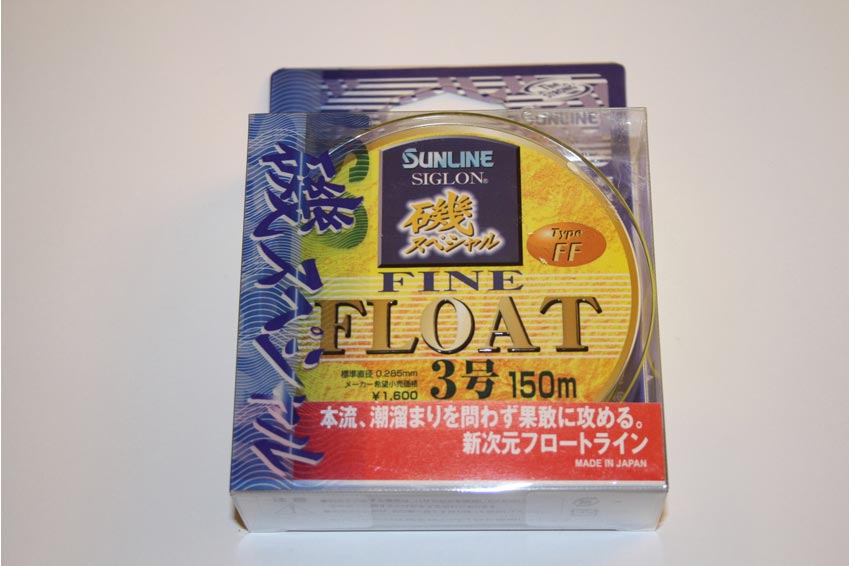 SUNLINE
磯スペシャル
SUNLINE
SIGLON®
磯
スペシャル
Type
FF
FINE
FLOAT
標準直径 0.285mm
メーカー希望小売価格
¥1,600
3号 150m
本流、潮溜まりを問わず果敢に攻める。
新次元フロートライン
MADE IN JAPAN